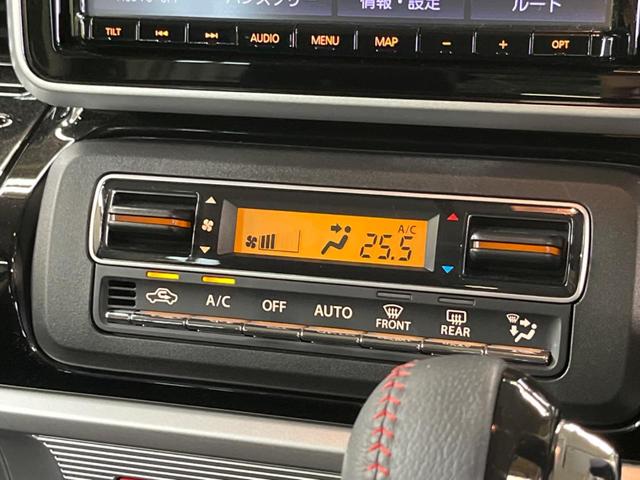 情報・設定 ルート
TILT AUDIO MENU MAP − + OPT
A/C
25.5
A/C OFF AUTO FRONT REAR